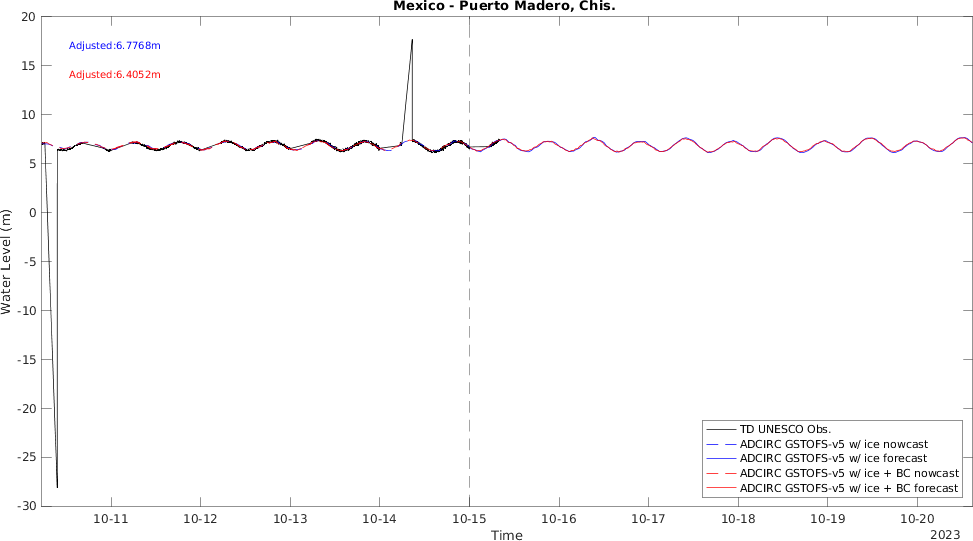 Mexico - Puerto Madero, Chis.
20
15
10
5
0
-5
-10
-15
-20
-25
-30
Water Level (m)
Adjusted:6.7768m
Adjusted:6.4052m
TD UNESCO Obs.
ADCIRC GSTOFS-v5 w/ ice nowcast
ADCIRC GSTOFS-v5 w/ ice forecast
ADCIRC GSTOFS-v5 w/ ice + BC nowcast
ADCIRC GSTOFS-v5 w/ ice + BC forecast
10-11 10-12 10-13 10-14 10-15 10-16 10-17 10-18 10-19 10-20
2023
Time